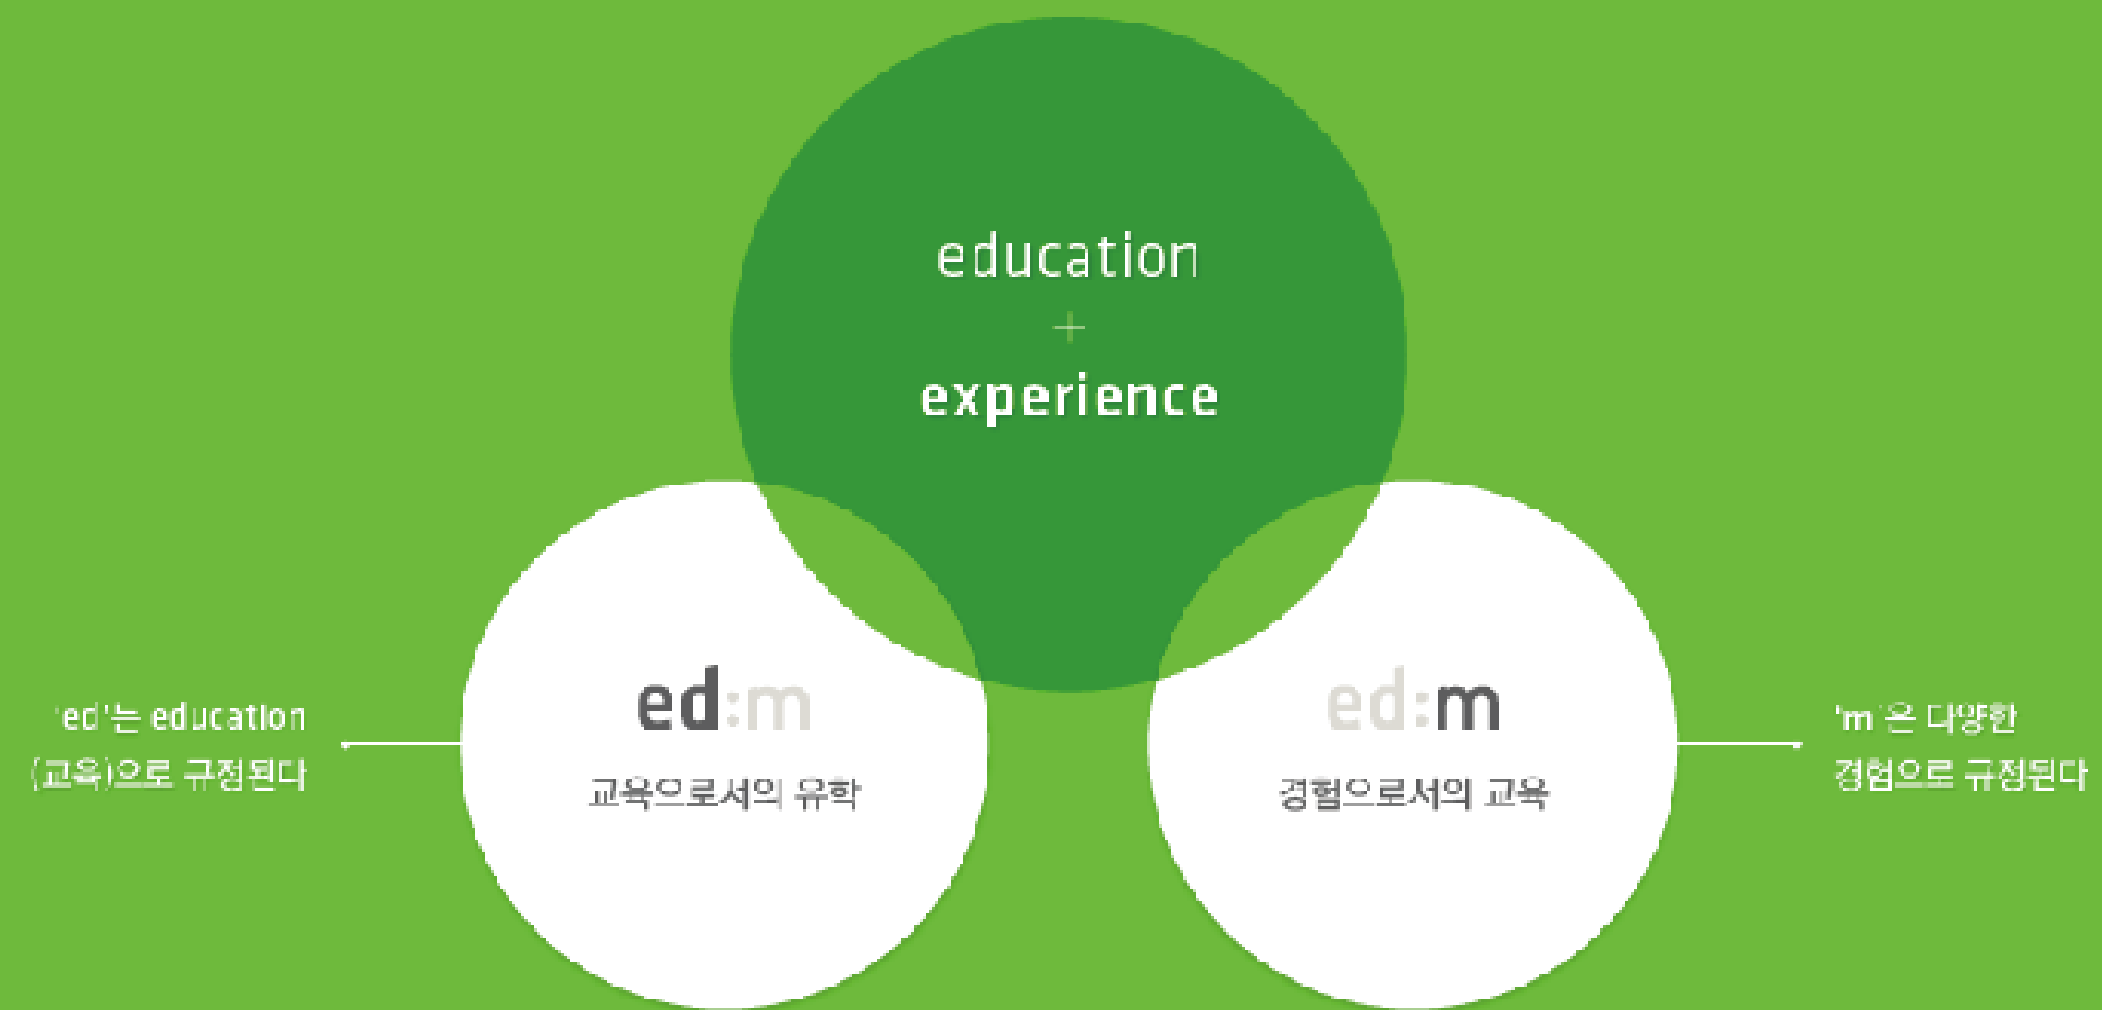 education
+
experience
ed:m
교육으로서의 유학
ed:m
경험으로서의 교육
'ed'는 education
(교육)으로 규정된다
'm'은 다양한
경험으로 규정된다